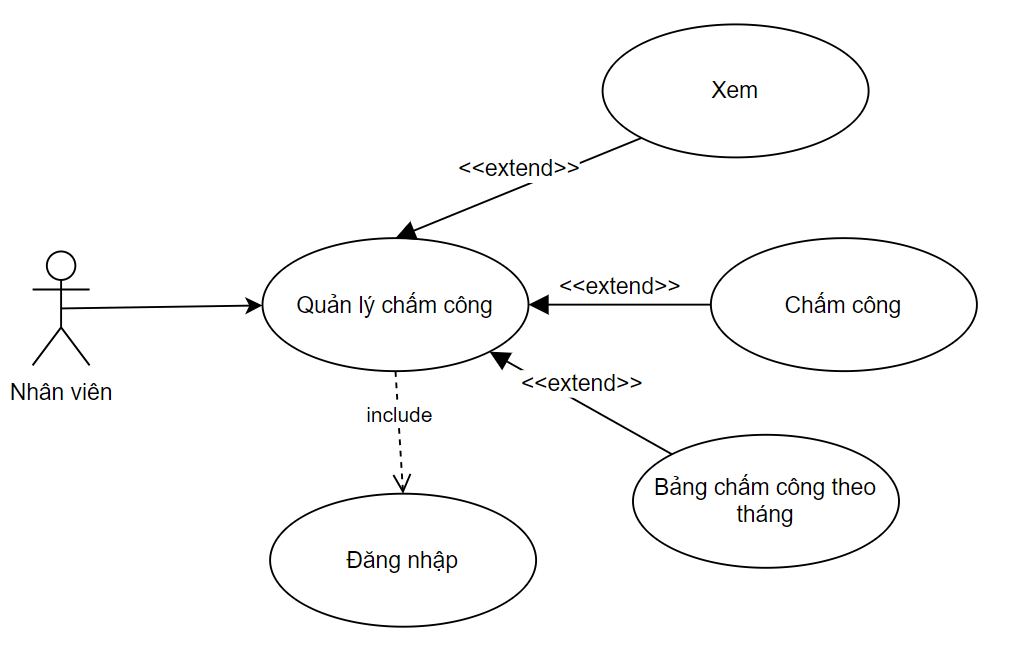 Xem
<<extend>>
<<extend>>
Quản lý chấm công
Chấm công
<<extend>>
Nhân viên
include
Bảng chấm công theo
tháng
Đăng nhập